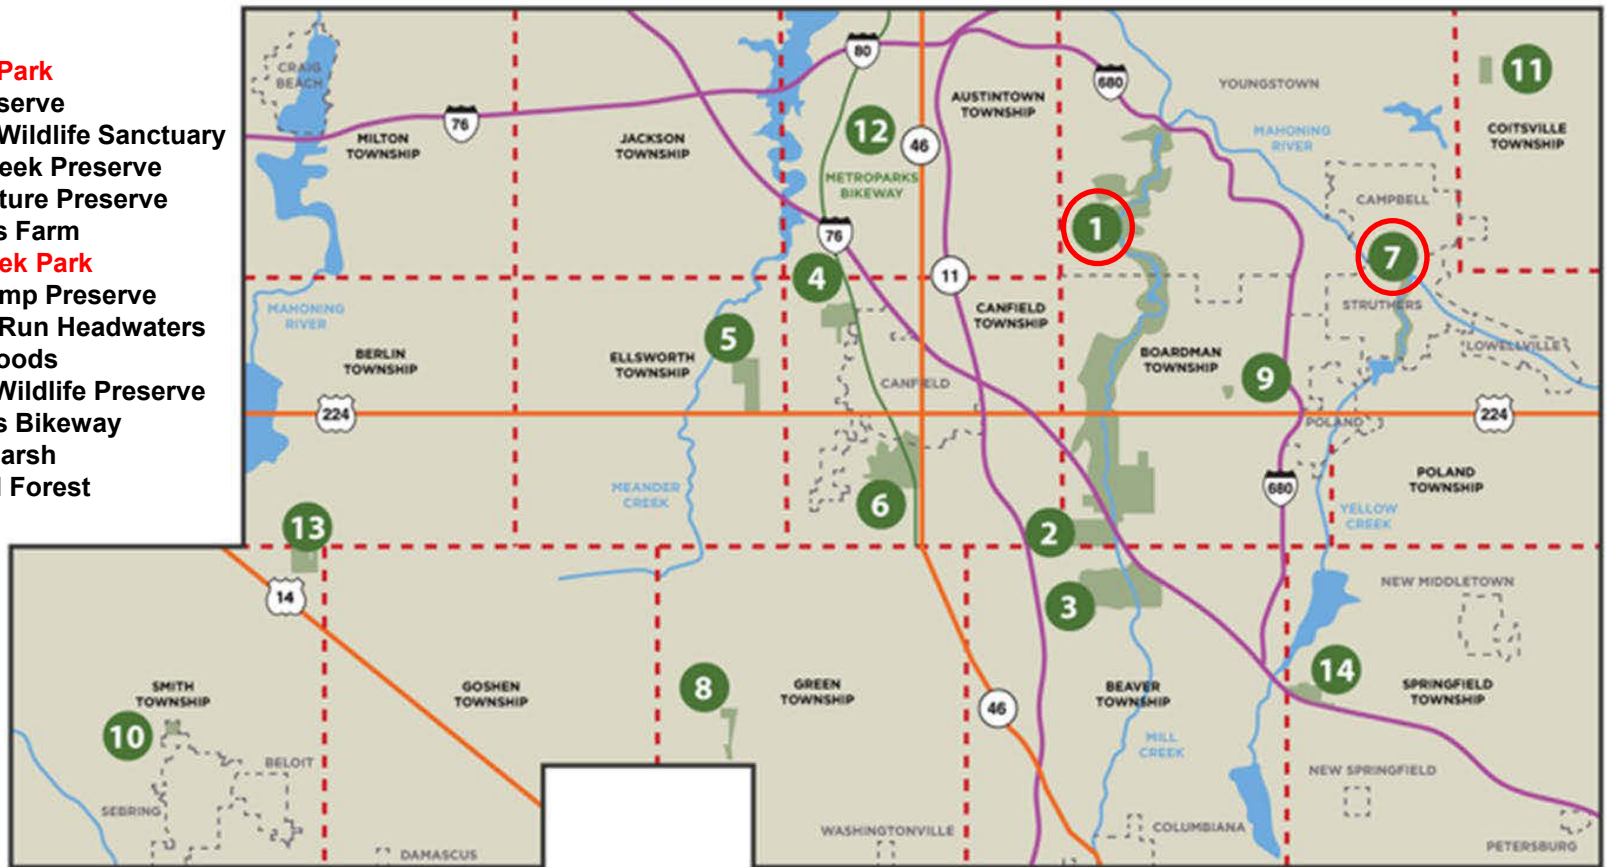 Park
serve
Wildlife Sanctuary
eek Preserve
ture Preserve
s Farm
ek Park
mp Preserve
Run Headwaters
oods
Wildlife Preserve
s Bikeway
arsh
l Forest
CRAIG
BEACH
76
MILTON
TOWNSHIP
JACKSON
TOWNSHIP
80
12
46
METROPARKS
BIKEWAY
76
AUSTINTOWN
TOWNSHIP
680
YOUNGSTOWN
MAHONING
RIVER
11
COITSVILLE
TOWNSHIP
CAMPBELL
1
7
STRUTHERS
LOWELLVILLE
MAHONING
RIVER
BERLIN
TOWNSHIP
224
ELLSWORTH
TOWNSHIP
5
4
11
CANFIELD
TOWNSHIP
CANFIELD
BOARDMAN
TOWNSHIP
9
POLAND
224
POLAND
TOWNSHIP
MEANDER
CREEK
6
680
YELLOW
CREEK
13
2
14
3
NEW MIDDLETOWN
SMITH
TOWNSHIP
GOSHEN
TOWNSHIP
8
GREEN
TOWNSHIP
46
BEAVER
TOWNSHIP
14
SPRINGFIELD
TOWNSHIP
10
BELOIT
SEBRING
MILL
CREEK
NEW SPRINGFIELD
DAMASCUS
WASHINGTONVILLE
COLUMBIANA
PETERSBURG